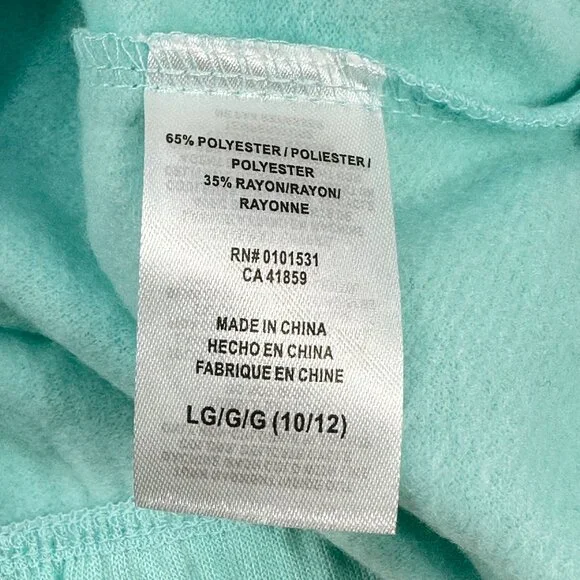 65% POLYESTER / POLIESTER /
POLYESTER
35% RAYON/RAYON/
RAYONNE
RN# 0101531
CA 41859
MADE IN CHINA
HECHO EN CHINA
FABRIQUE EN CHINE
LG/G/G (10/12)